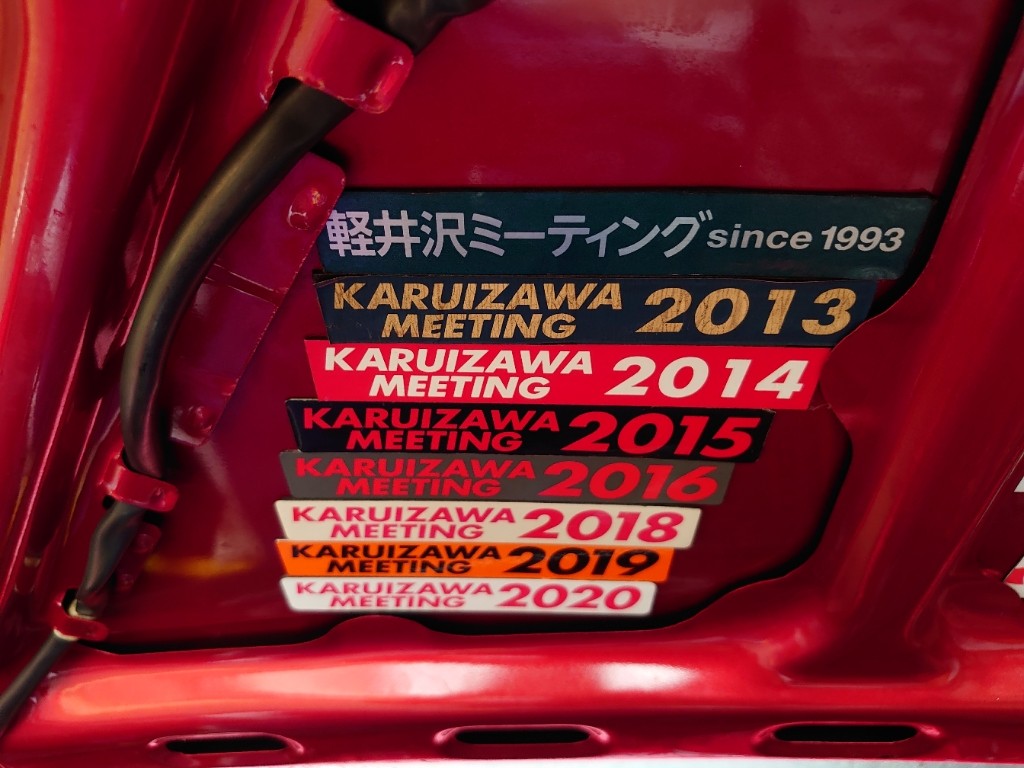 軽井沢ミーティング since 1993
KARUIZAWA
MEETING 2013
KARUIZAWA
MEETING 2014
KARUIZAWA
MEETING 2015
KARUIZAWA
MEETING 2016
KARUIZAWA
MEETING 2018
KARUIZAWA
MEETING 2019
KARUIZAWA
MEETING 2020